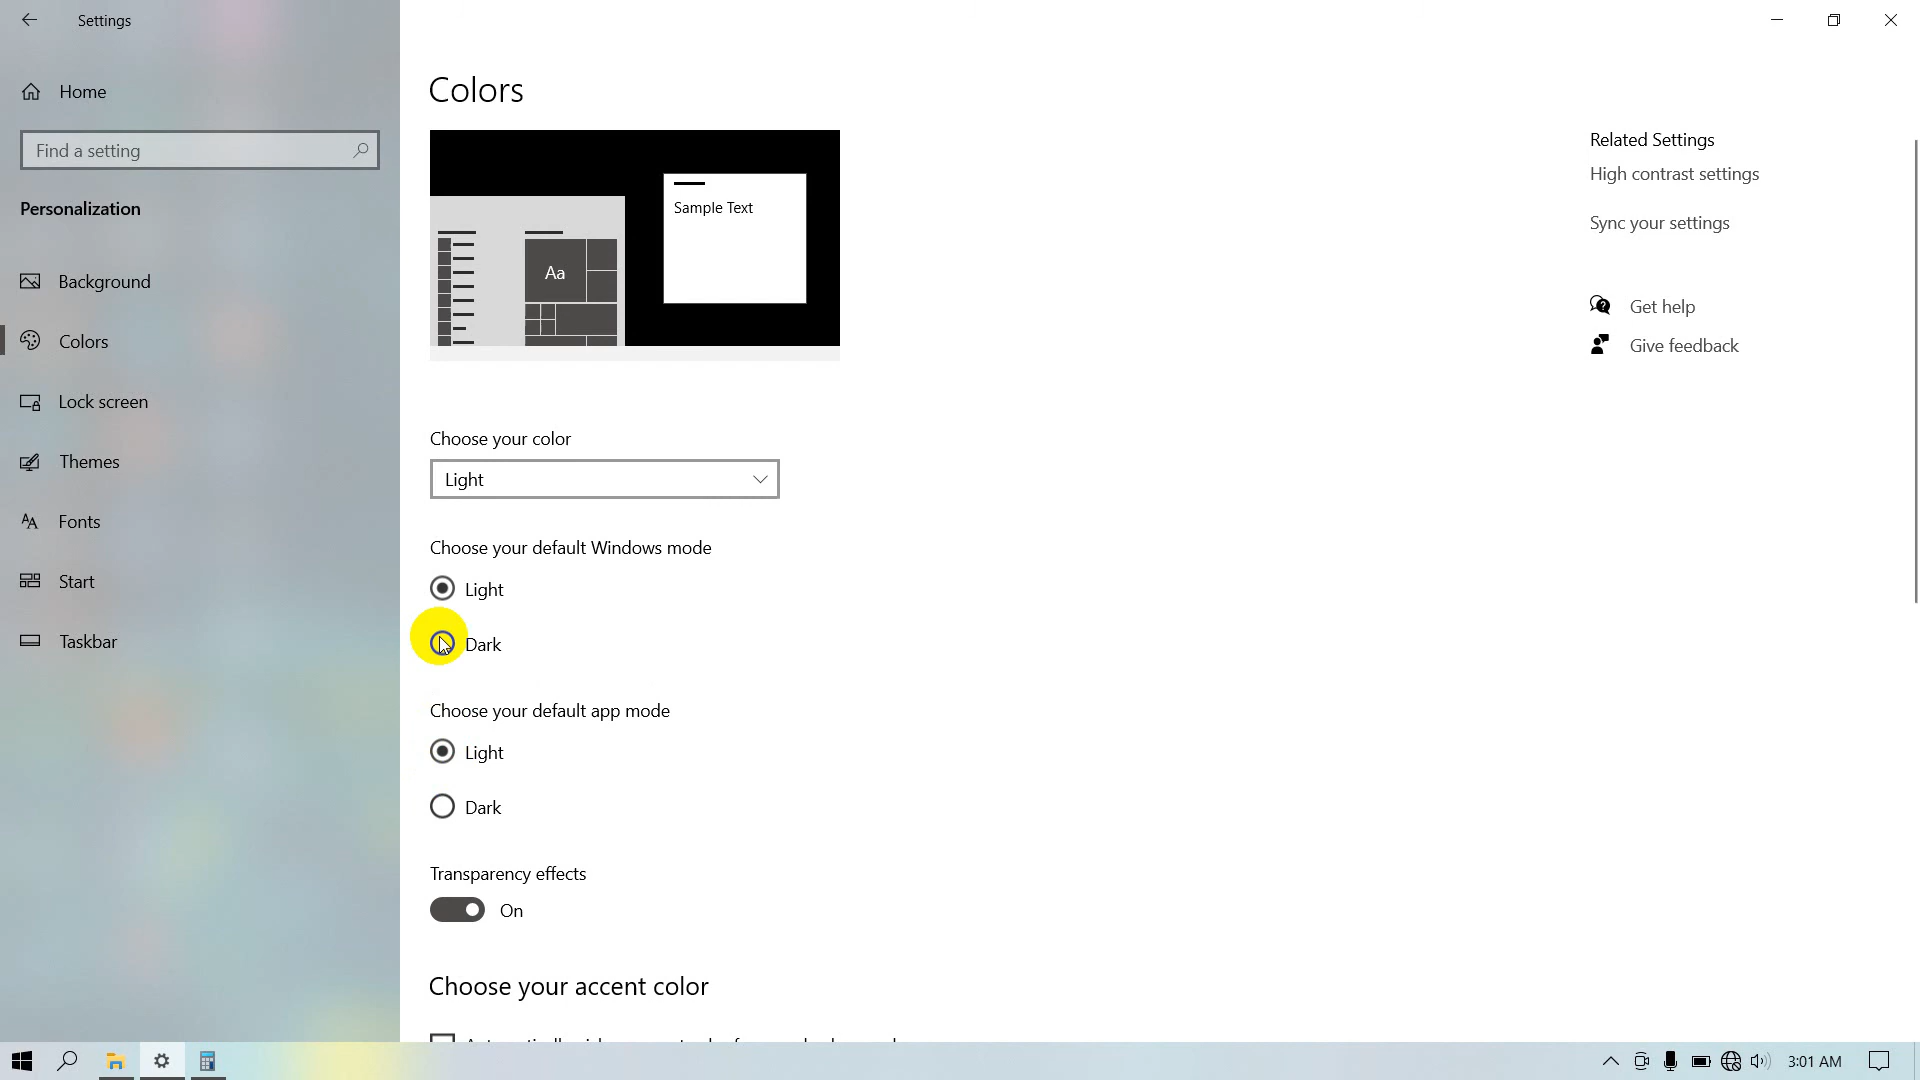 Settings
Home
Find a setting
Personalization
Background
Colors
Lock screen
Themes
Fonts
Start
Taskbar
Colors
Sample Text
Aa
Choose your color
Light
Choose your default Windows mode
Light
Dark
Choose your default app mode
Light
Dark
Transparency effects
On
Choose your accent color
Related Settings
High contrast settings
Sync your settings
Get help
Give feedback
3:01 AM